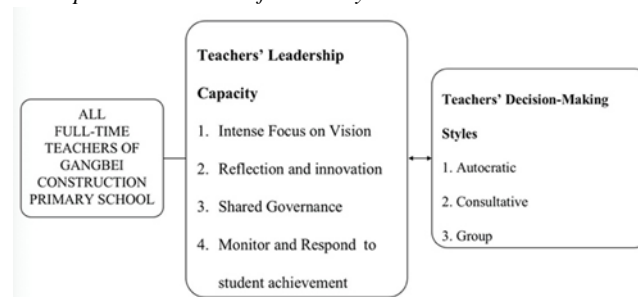 ALL
FULL-TIME
TEACHERS OF
GANGBEI
CONSTRUCTION
PRIMARY SCHOOL
Teachers' Leadership
Capacity
1. Intense Focus on Vision
2. Reflection and innovation
3. Shared Governance
4. Monitor and Respond to
student achievement
Teachers' Decision-Making
Styles
1. Autocratic
2. Consultative
3. Group